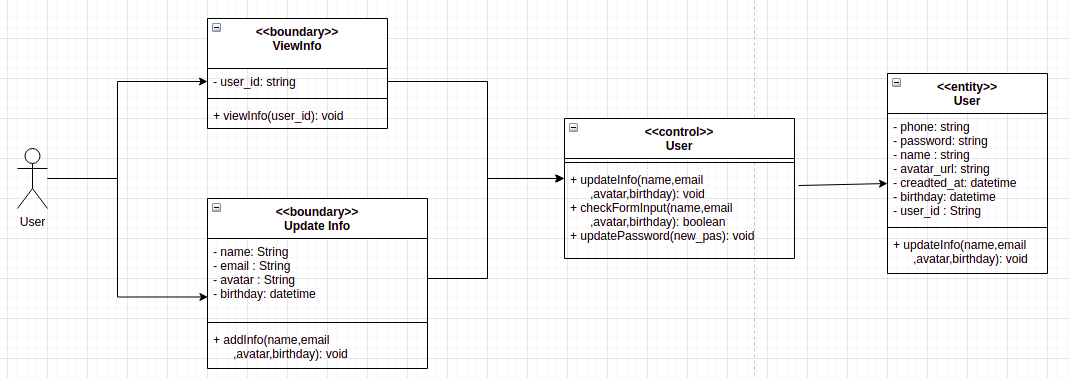 User
<<boundary>>
ViewInfo
- user_id: string
+ viewInfo(user_id): void
<<boundary>>
Update Info
- name: String
- email : String
- avatar : String
- birthday: datetime
+ addInfo(name,email
,avatar,birthday): void
<<control>>
User
+ updateInfo(name,email
,avatar,birthday): void
+ checkFormInput(name,email
,avatar,birthday): boolean
+ updatePassword(new_pas): void
<<entity>>
User
- phone: string
- password: string
- name : string
- avatar_url: string
- creadted_at: datetime
- birthday: datetime
- user_id : String
+ updateInfo(name,email
,avatar,birthday): void